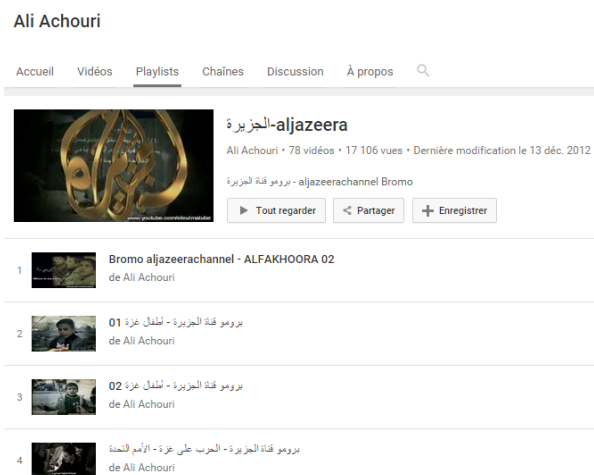 Ali Achouri
Accueil Vidéos Playlists Chaînes Discussion À propos
الجزيرة-aljazeera
Ali Achouri • 78 vidéos • 17 106 vues • Dernière modification le 13 déc. 2012
برومو قناة الجزيرة - aljazeerachannel Bromo
Tout regarder Partager Enregistrer
1 Bromo aljazeerachannel - ALFAKHOORA 02
de Ali Achouri
2 برومو قناة الجزيرة - أطفال غزة 01
de Ali Achouri
3 برومو قناة الجزيرة - أطفال غزة 02
de Ali Achouri
4 برومو قناة الجزيرة - الحرب على غزة - الأمم التحدة
de Ali Achouri